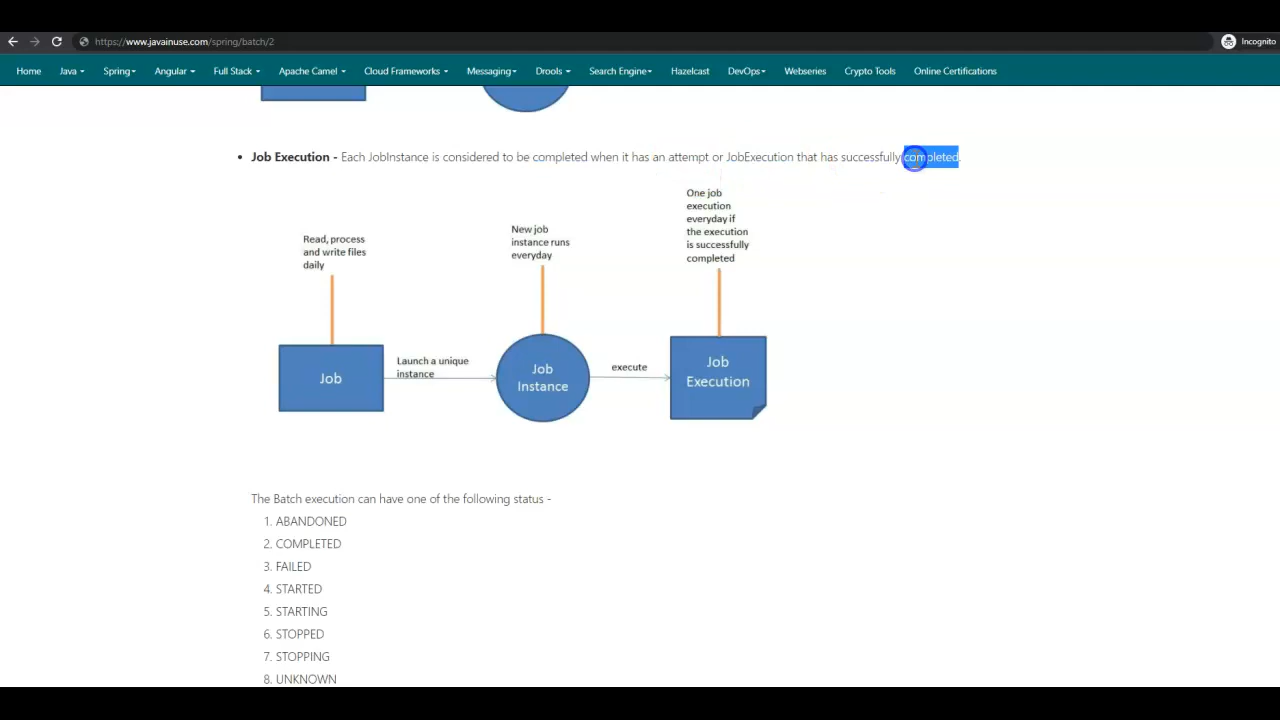 https://www.javainuse.com/spring/batch/2
Incognito
Home Java Spring Angular Full Stack Apache Camel Cloud Frameworks Messaging Drools Search Engine Hazelcast DevOps Webseries Crypto Tools Online Certifications
Job Execution - Each JobInstance is considered to be completed when it has an attempt or JobExecution that has successfully completed
One job
execution
everyday if
the execution
is successfully
completed
New job
instance runs
everyday
Read, process
and write files
daily
Job
Launch a unique
instance
Job
Instance
execute
Job
Execution
The Batch execution can have one of the following status -
1. ABANDONED
2. COMPLETED
3. FAILED
4. STARTED
5. STARTING
6. STOPPED
7. STOPPING
8. UNKNOWN